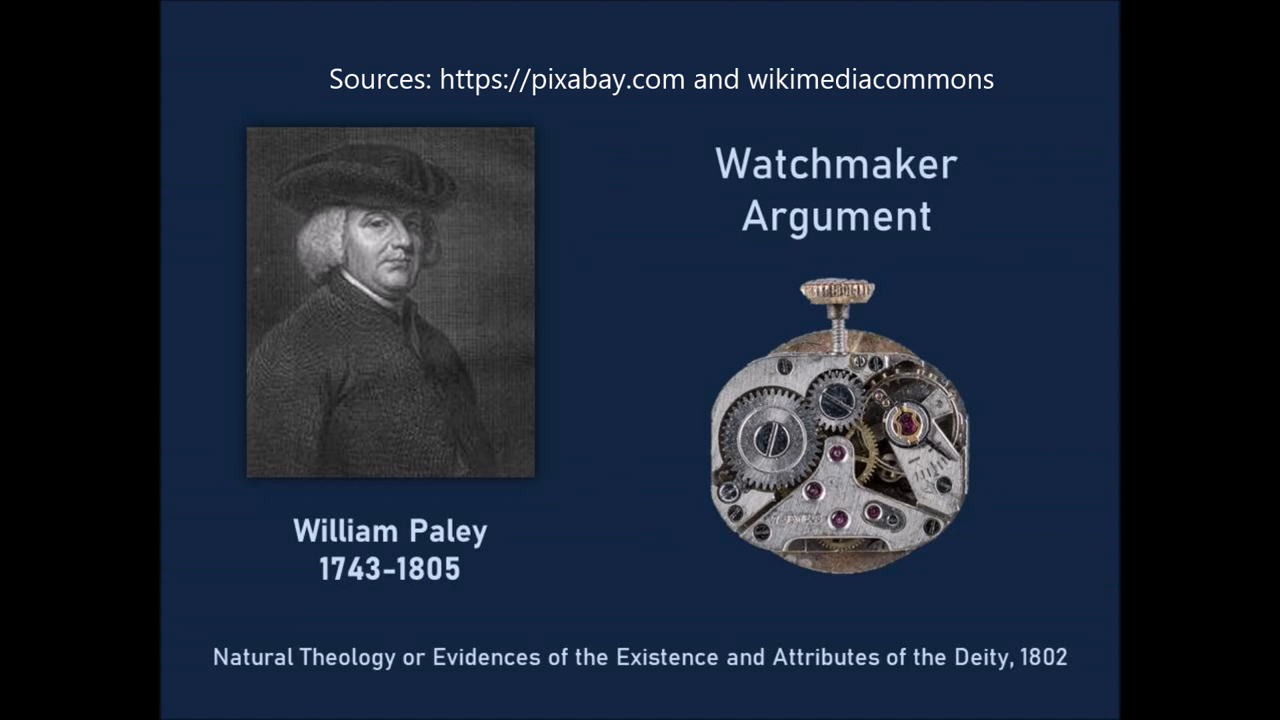 Sources: https://pixabay.com and wikimediacommons
Watchmaker
Argument
William Paley
1743-1805
Natural Theology or Evidences of the Existence and Attributes of the Deity, 1802